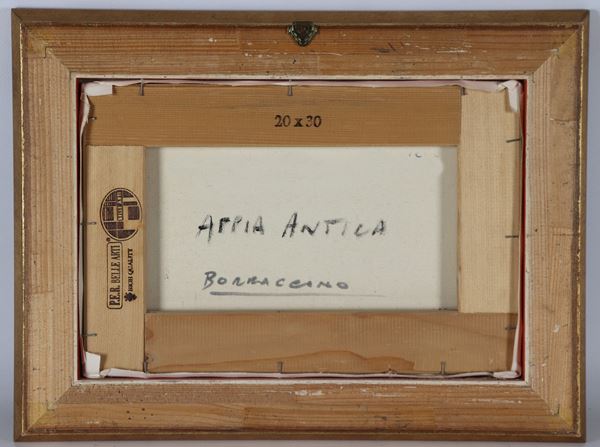 20 x 30
APPIA ANTICA
BORRACCINO
P.E.R. BELLE ARTI
HIGH QUALITY